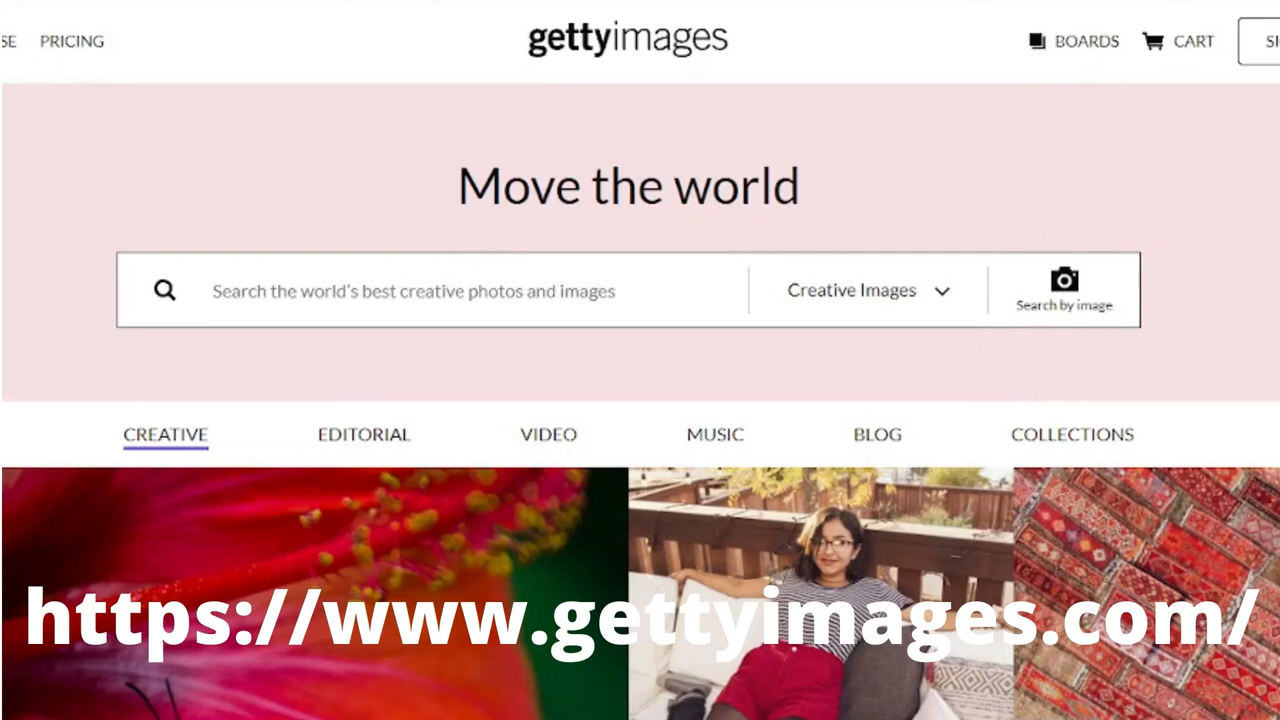 SE PRICING gettyimages BOARDS CART
Move the world
Search the world's best creative photos and images Creative Images Search by image
CREATIVE EDITORIAL VIDEO MUSIC BLOG COLLECTIONS
https://www.gettyimages.com/